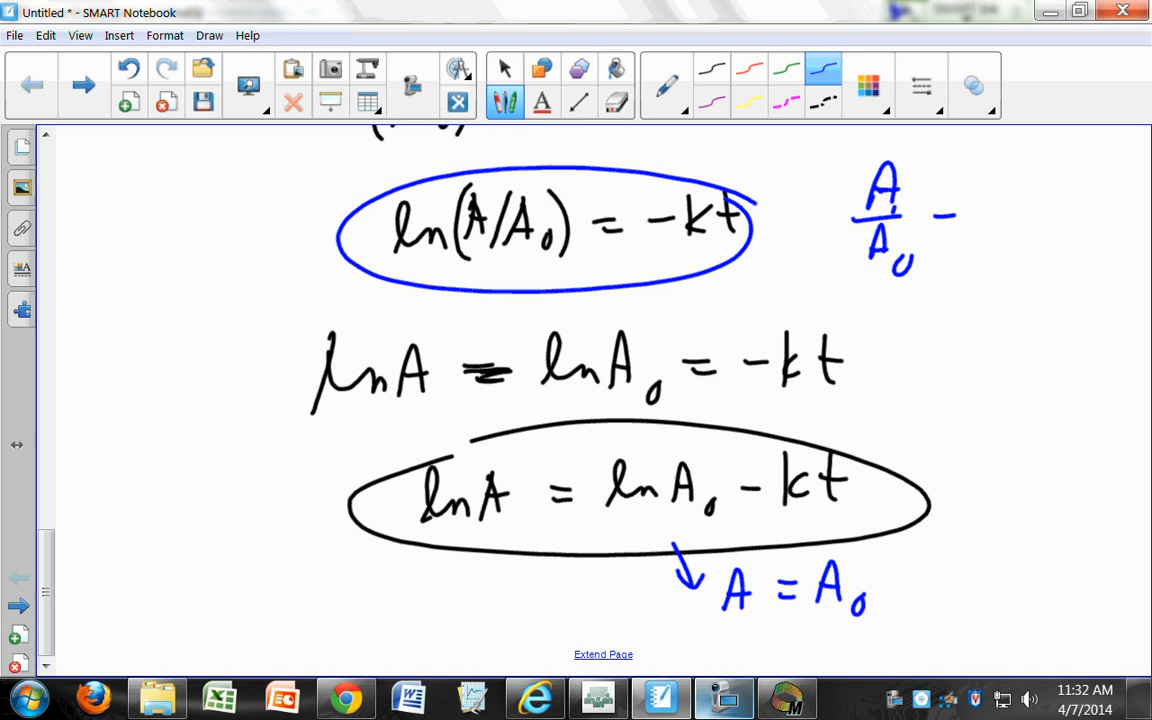 Untitled * - SMART Notebook
File Edit View Insert Format Draw Help
ln(A/A₀) = -kt
A/A₀ -
lnA - lnA₀ = -kt
lnA = lnA₀ - kt
A = A₀
Extend Page
11:32 AM
4/7/2014